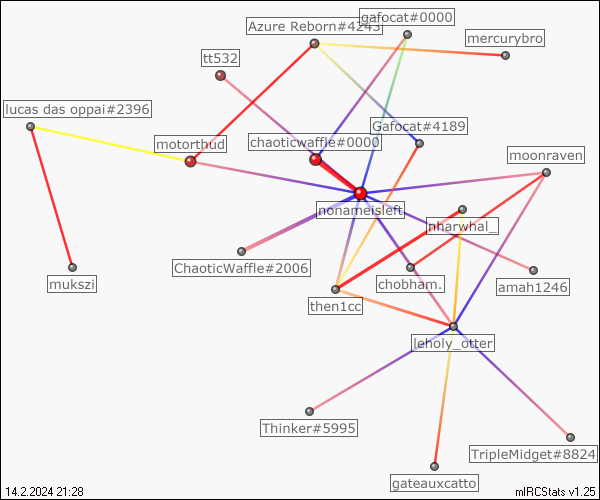 gafocat#0000
Azure Reborn#4243
mercurybro
tt532
lucas das oppai#2396
Gafocat#4189
chaoticwaffle#0000
motorthud
moonraven
nonameisleft
nharwhal_
ChaoticWaffle#2006
mukszi
chobham.
amah1246
then1cc
leholy_otter
Thinker#5995
TripleMidget#8824
gateauxcatto
14.2.2024 21:28
mIRCStats v1.25